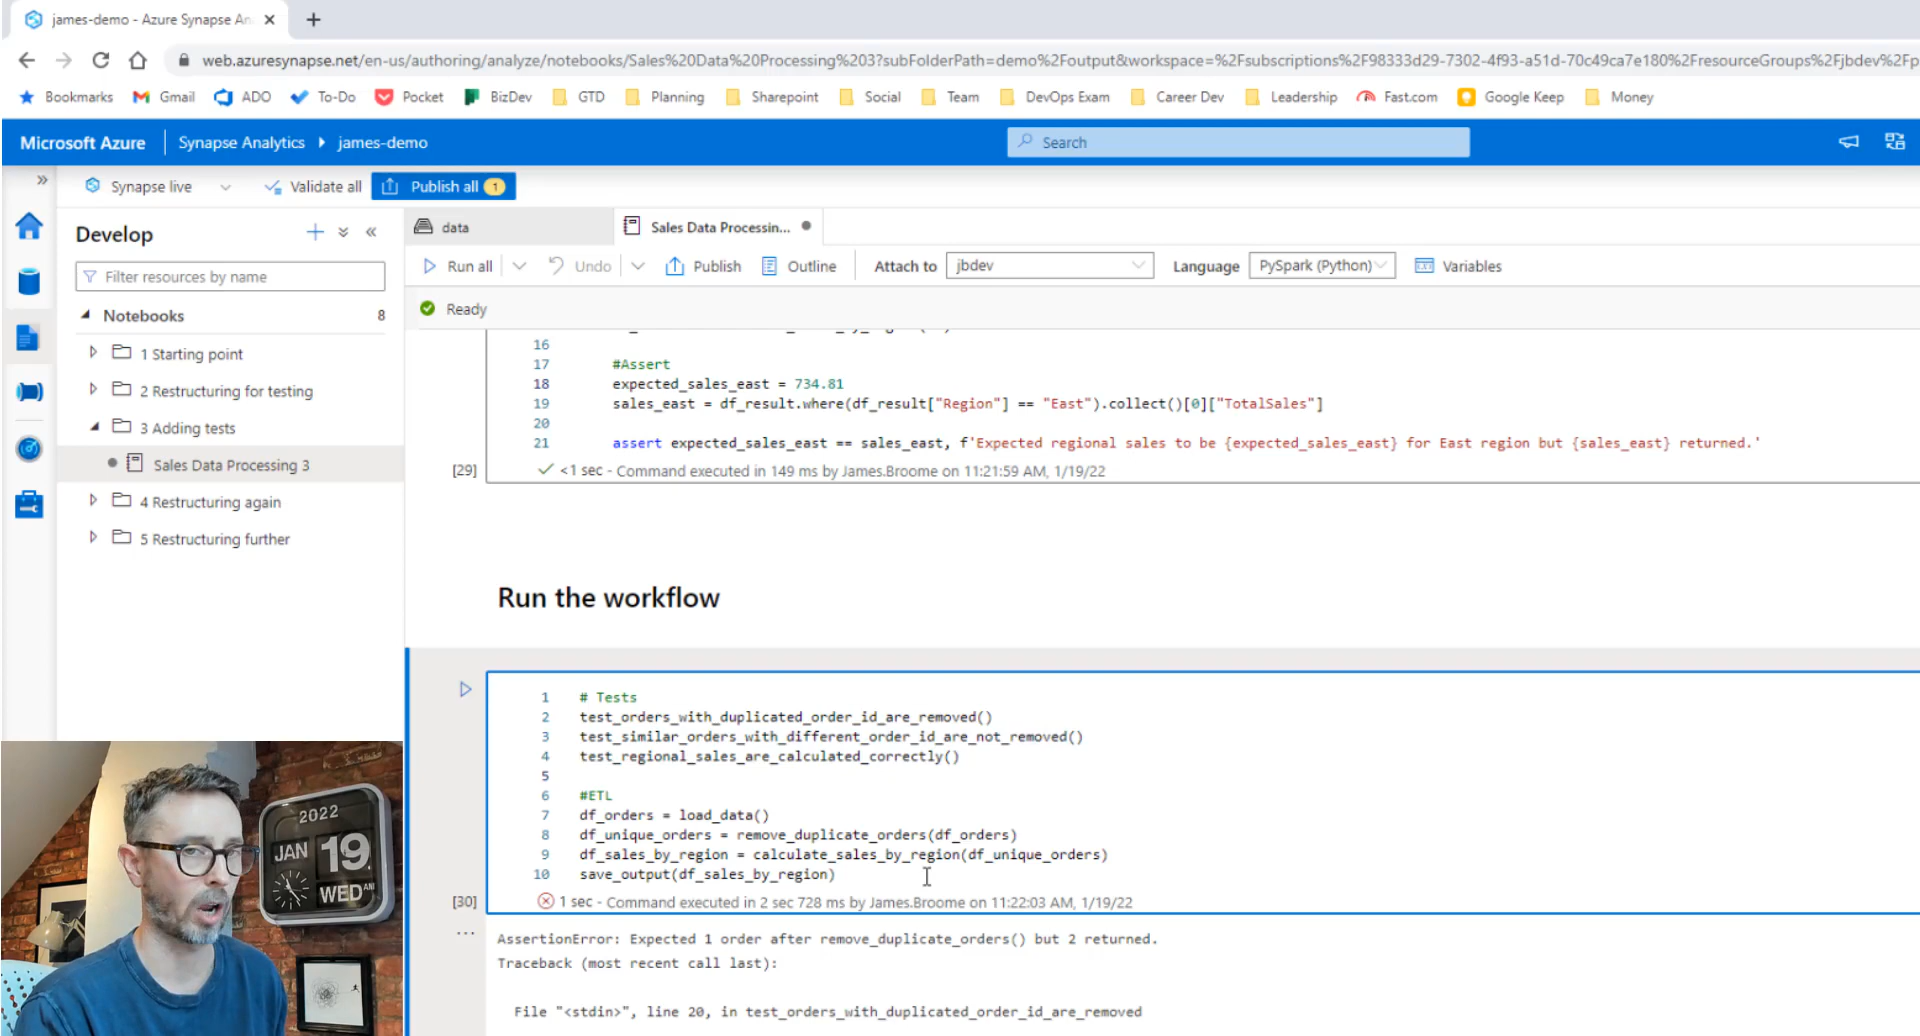 james-demo - Azure Synapse An
web.azuresynapse.net/en-us/authoring/analyze/notebooks/Sales%20Data%20Processing%203?subFolderPath=demo%2Foutput&workspace=%2Fsubscriptions%2F98333d29-7302-4f93-a51d-70c49ca7e180%2FresourceGroups%2Fjbdev%2Fp
Bookmarks Gmail ADO To-Do Pocket BizDev GTD Planning Sharepoint Social Team DevOps Exam Career Dev Leadership Fast.com Google Keep Money
Microsoft Azure Synapse Analytics james-demo Search
Synapse live Validate all Publish all 1
Develop
Filter resources by name
Notebooks 8
1 Starting point
2 Restructuring for testing
3 Adding tests
Sales Data Processing 3
4 Restructuring again
5 Restructuring further
data Sales Data Processin...
Run all Undo Publish Outline Attach to jbdev Language PySpark (Python) Variables
Ready
16
17 #Assert
18 expected_sales_east = 734.81
19 sales_east = df_result.where(df_result["Region"] == "East").collect()[0]["TotalSales"]
20
21 assert expected_sales_east == sales_east, f'Expected regional sales to be {expected_sales_east} for East region but {sales_east} returned.'
[29] <1 sec - Command executed in 149 ms by James.Broome on 11:21:59 AM, 1/19/22
Run the workflow
1 # Tests
2 test_orders_with_duplicated_order_id_are_removed()
3 test_similar_orders_with_different_order_id_are_not_removed()
4 test_regional_sales_are_calculated_correctly()
5
6 #ETL
7 df_orders = load_data()
8 df_unique_orders = remove_duplicate_orders(df_orders)
9 df_sales_by_region = calculate_sales_by_region(df_unique_orders)
10 save_output(df_sales_by_region)
[30] 1 sec - Command executed in 2 sec 728 ms by James.Broome on 11:22:03 AM, 1/19/22
AssertionError: Expected 1 order after remove_duplicate_orders() but 2 returned.
Traceback (most recent call last):
File "<stdin>", line 20, in test_orders_with_duplicated_order_id_are_removed
2022
JAN 19
WED